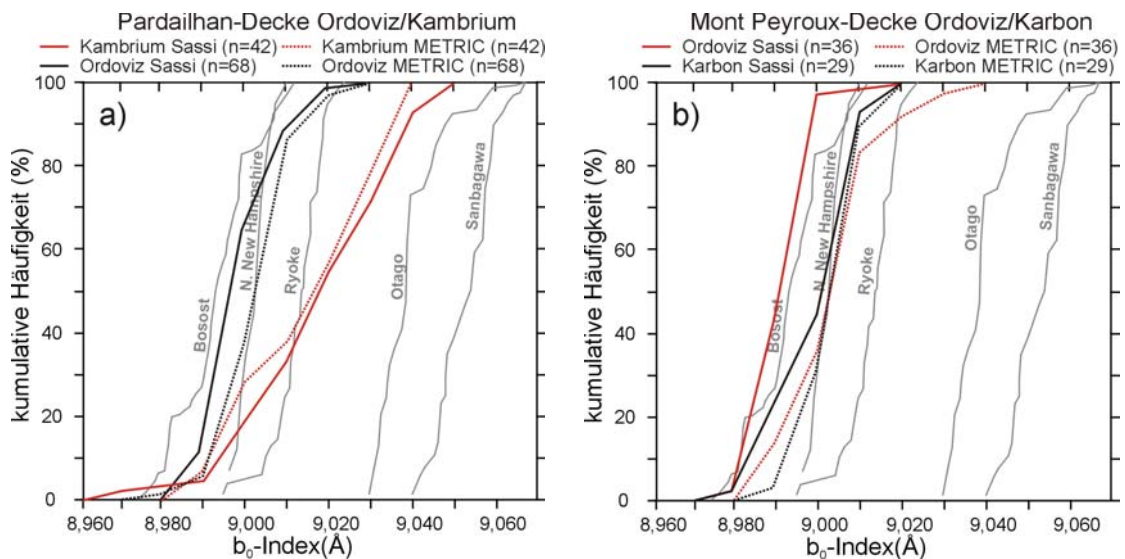 Pardailhan-Decke Ordoviz/Kambrium
Kambrium Sassi (n=42) Kambrium METRIC (n=42)
Ordoviz Sassi (n=68) Ordoviz METRIC (n=68)
a)
kumulative Häufigkeit (%)
100
80
60
40
20
0
Bosost
N. New Hampshire
Ryoke
Otago
Sanbagawa
8,960 8,980 9,000 9,020 9,040 9,060
b₀-Index(Å)
Mont Peyroux-Decke Ordoviz/Karbon
Ordoviz Sassi (n=36) Ordoviz METRIC (n=36)
Karbon Sassi (n=29) Karbon METRIC (n=29)
b)
kumulative Häufigkeit (%)
100
80
60
40
20
0
Bosost
N. New Hampshire
Ryoke
Otago
Sanbagawa
8,960 8,980 9,000 9,020 9,040 9,060
b₀-Index(Å)